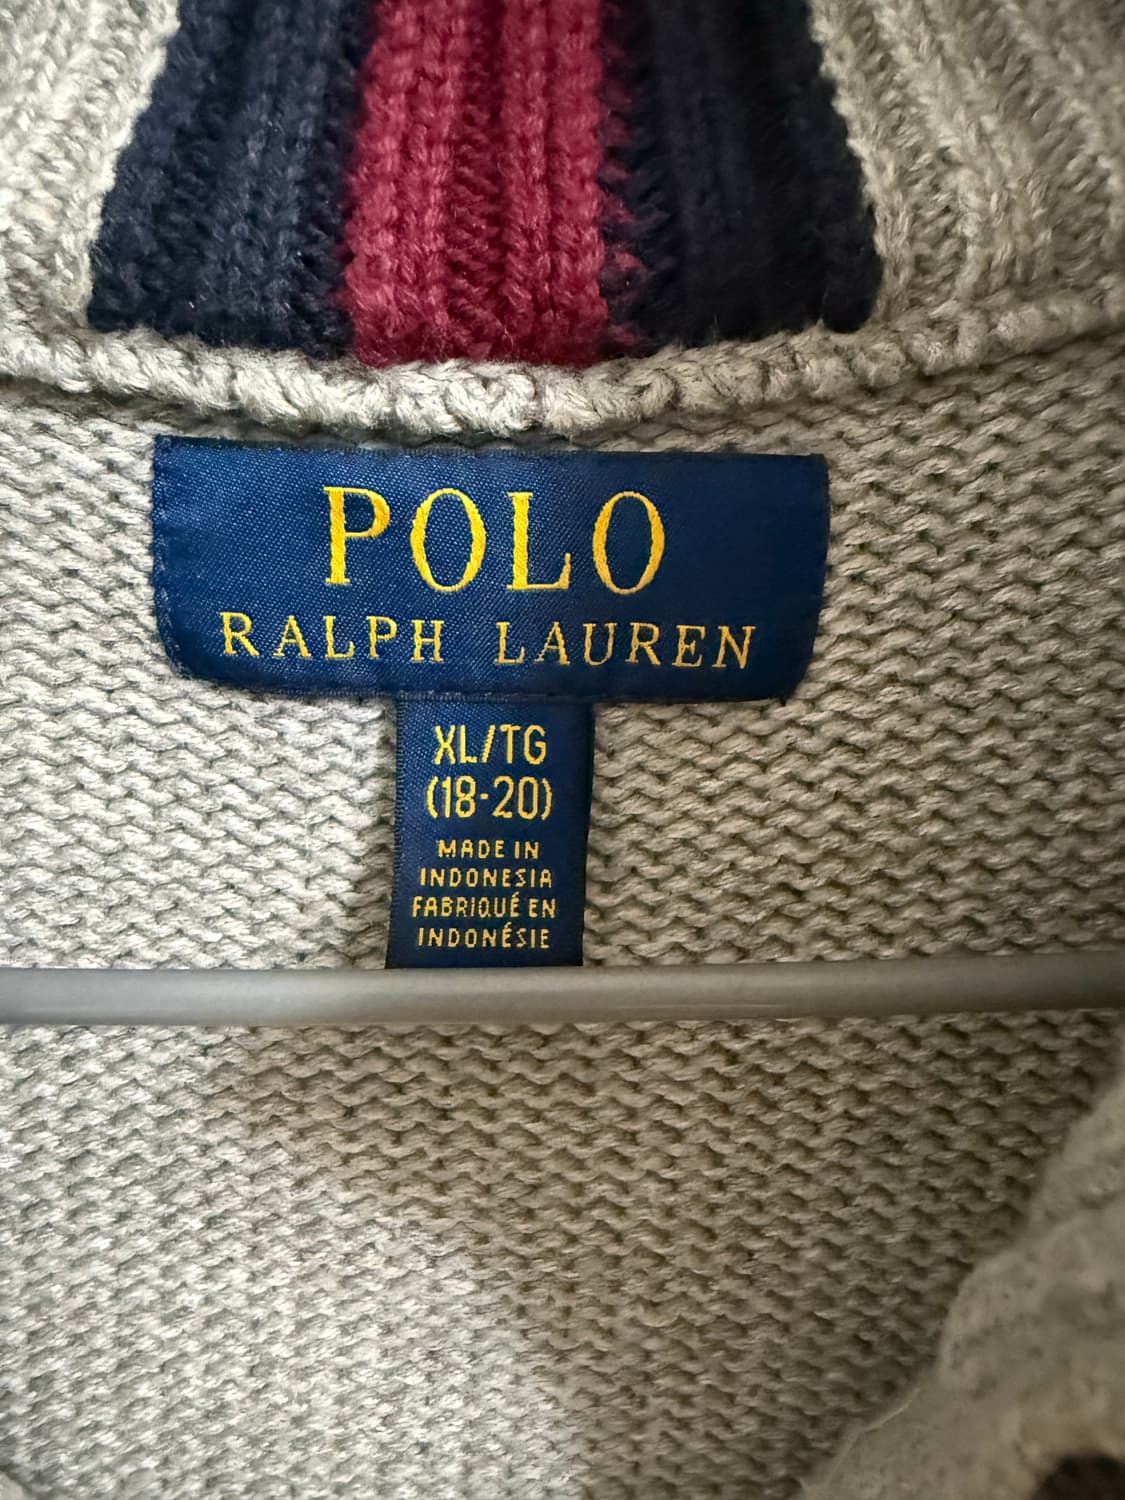 POLO
RALPH LAUREN
XL/TG
(18-20)
MADE IN
INDONESIA
FABRIQUÉ EN
INDONÉSIE